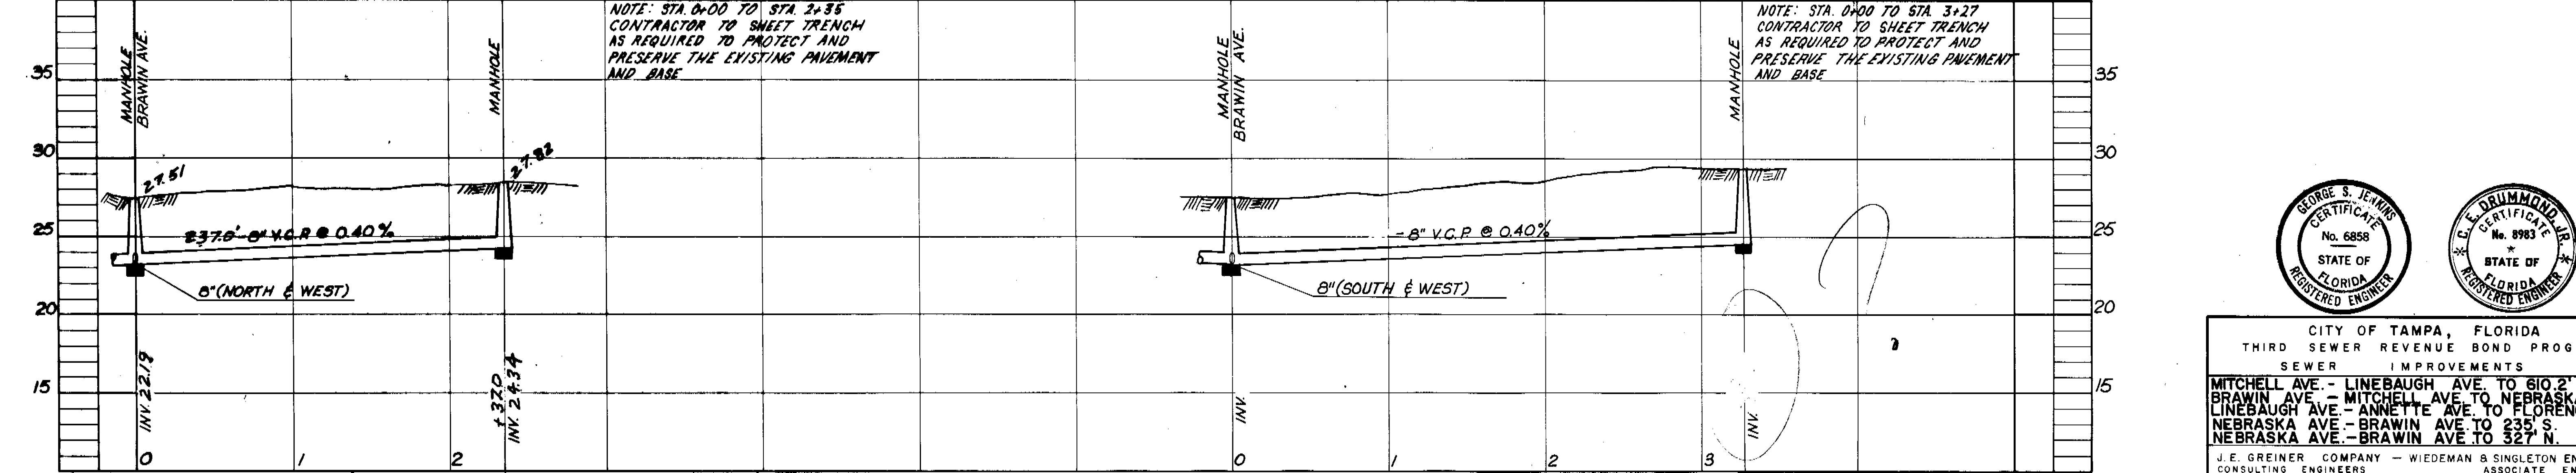 NOTE: STA. 0+00 TO STA. 2+35
CONTRACTOR TO SHEET TRENCH
AS REQUIRED TO PROTECT AND
PRESERVE THE EXISTING PAVEMENT
AND BASE
NOTE: STA. 0+00 TO STA. 3+27
CONTRACTOR TO SHEET TRENCH
AS REQUIRED TO PROTECT AND
PRESERVE THE EXISTING PAVEMENT
AND BASE
MANHOLE
BRAWIN AVE.
MANHOLE
MANHOLE
BRAWIN AVE.
MANHOLE
35
30
25
20
15
35
30
25
20
15
27.51
27.82
237.0' 8" V.C.P. @ 0.40%
8" (NORTH & WEST)
- 8" V.C.P. @ 0.40%
8" (SOUTH & WEST)
INV. 22.19
+37.0
INV. 24.34
INV.
INV.
0 1 2
0 1 2 3
GEORGE S. JENKINS
CERTIFICATE
No. 6858
STATE OF
FLORIDA
REGISTERED ENGINEER
C. E. DRUMMOND, JR.
CERTIFICATE
No. 8983
STATE OF
FLORIDA
REGISTERED ENGINEER
CITY OF TAMPA, FLORIDA
THIRD SEWER REVENUE BOND PROG
SEWER IMPROVEMENTS
MITCHELL AVE. - LINEBAUGH AVE. TO 610.2'
BRAWIN AVE. - MITCHELL AVE. TO NEBRASKA
LINEBAUGH AVE. - ANNETTE AVE. TO FLOREN
NEBRASKA AVE. - BRAWIN AVE. TO 235' S.
NEBRASKA AVE. - BRAWIN AVE. TO 327' N.
J. E. GREINER COMPANY - WIEDEMAN & SINGLETON EN
CONSULTING ENGINEERS ASSOCIATE EN